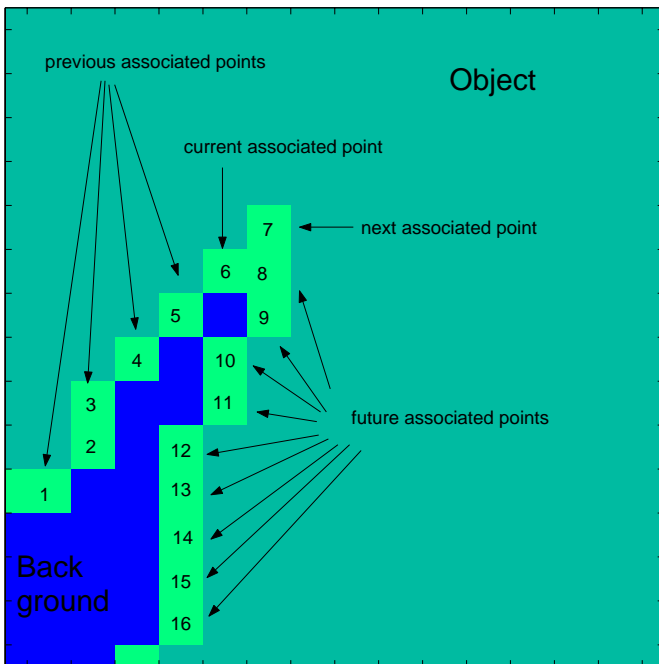 previous associated points
Object
current associated point
7
next associated point
6
8
5
9
4
10
3
11
future associated points
2
12
1
13
14
Back
15
ground
16